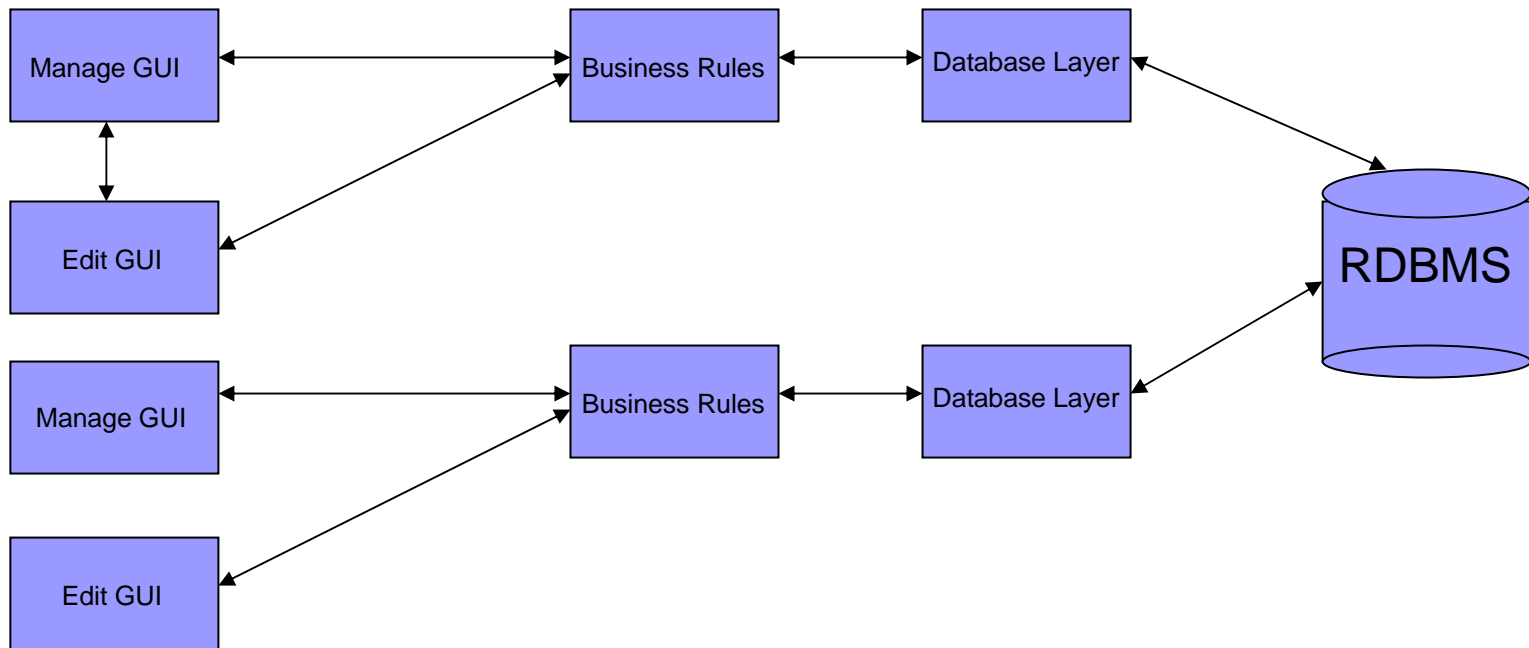 Manage GUI
Business Rules
Database Layer
Edit GUI
RDBMS
Manage GUI
Business Rules
Database Layer
Edit GUI